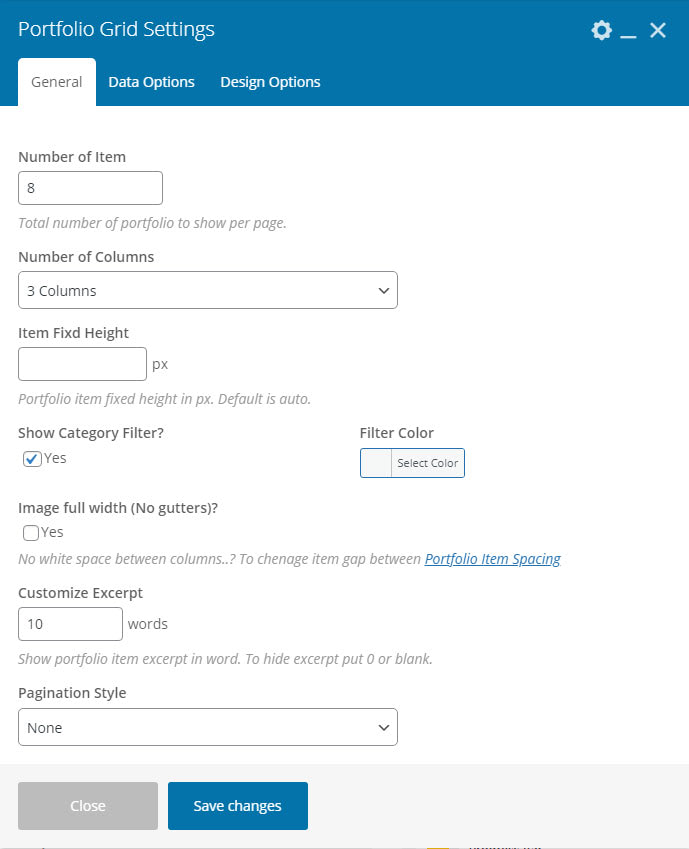 Portfolio Grid Settings
General Data Options Design Options
Number of Item
8
Total number of portfolio to show per page.
Number of Columns
3 Columns
Item Fixd Height
px
Portfolio item fixed height in px. Default is auto.
Show Category Filter? Filter Color
Yes Select Color
Image full width (No gutters)?
Yes
No white space between columns..? To chenage item gap between Portfolio Item Spacing
Customize Excerpt
10 words
Show portfolio item excerpt in word. To hide excerpt put 0 or blank.
Pagination Style
None
Close Save changes